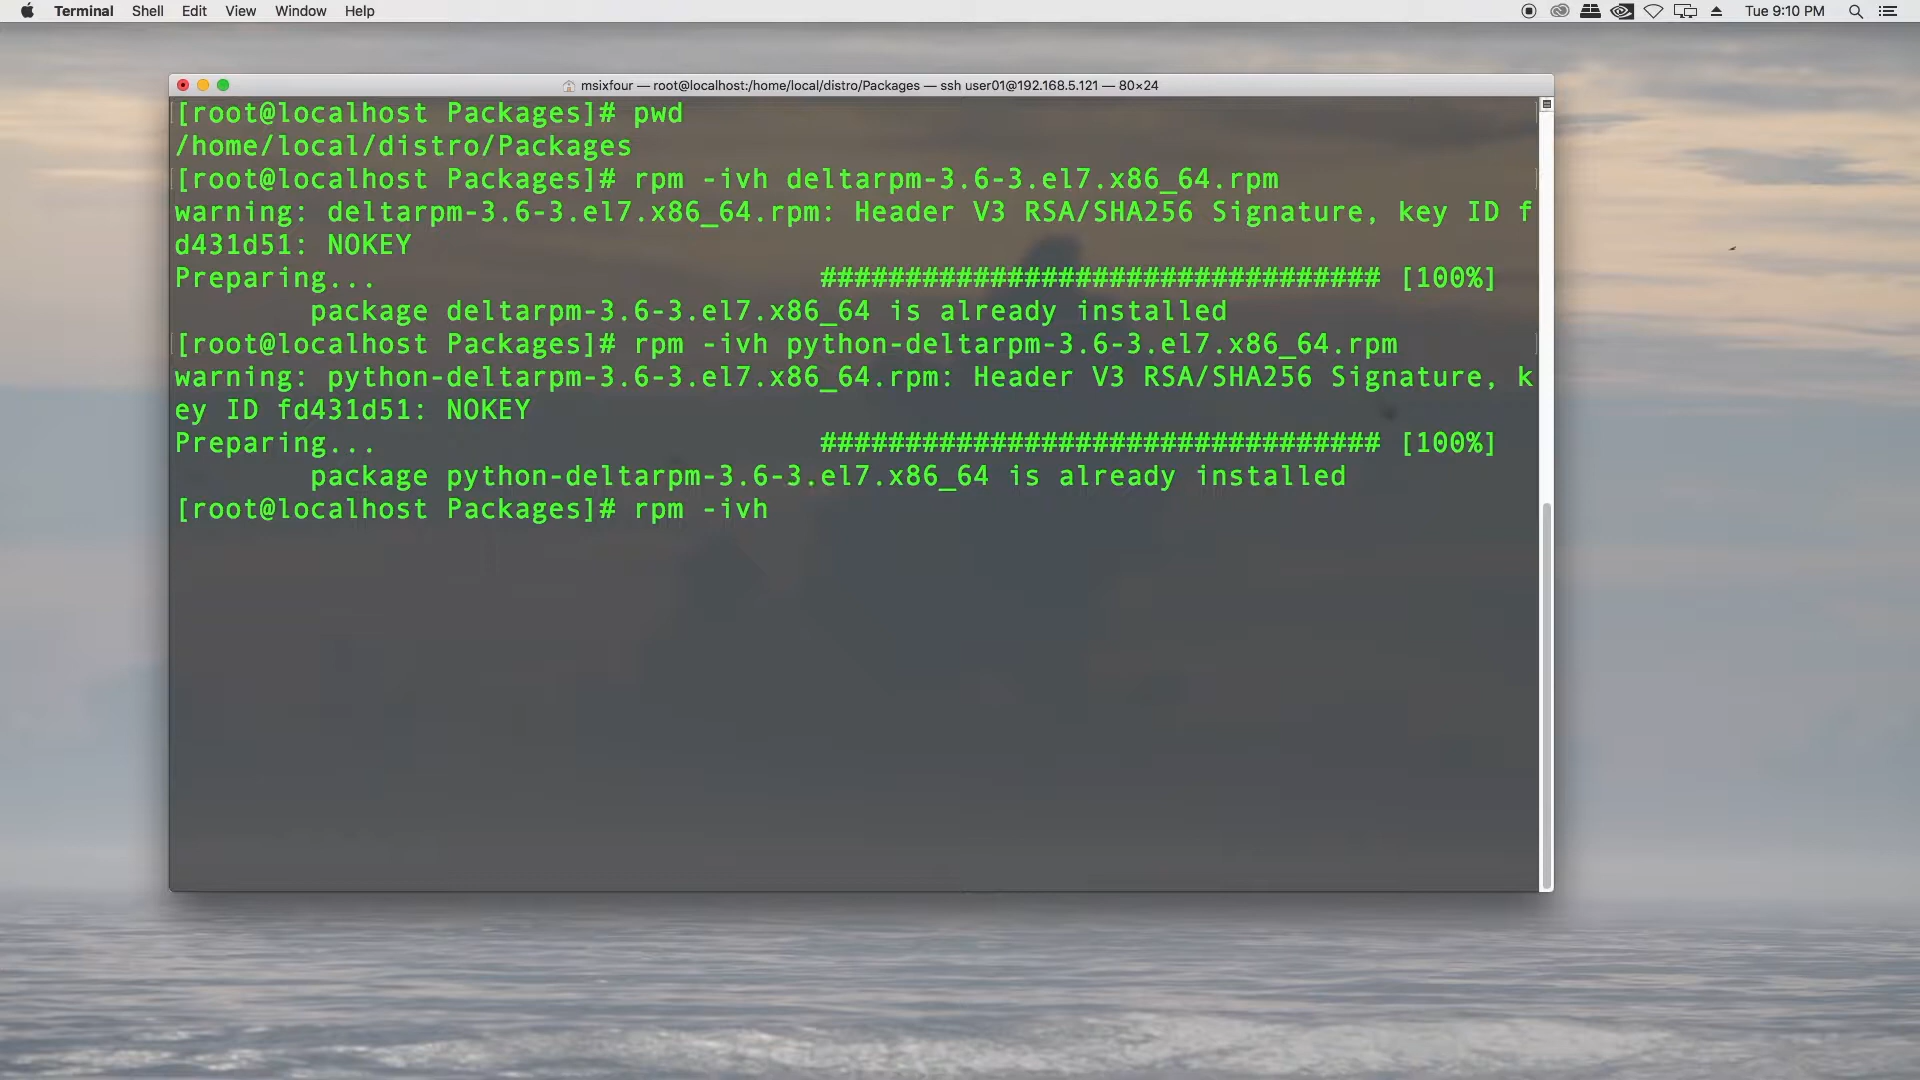 Terminal Shell Edit View Window Help Tue 9:10 PM
msixfour — root@localhost:/home/local/distro/Packages — ssh user01@192.168.5.121 — 80×24
[root@localhost Packages]# pwd
/home/local/distro/Packages
[root@localhost Packages]# rpm -ivh deltarpm-3.6-3.el7.x86_64.rpm
warning: deltarpm-3.6-3.el7.x86_64.rpm: Header V3 RSA/SHA256 Signature, key ID f
d431d51: NOKEY
Preparing... ################################# [100%]
package deltarpm-3.6-3.el7.x86_64 is already installed
[root@localhost Packages]# rpm -ivh python-deltarpm-3.6-3.el7.x86_64.rpm
warning: python-deltarpm-3.6-3.el7.x86_64.rpm: Header V3 RSA/SHA256 Signature, k
ey ID fd431d51: NOKEY
Preparing... ################################# [100%]
package python-deltarpm-3.6-3.el7.x86_64 is already installed
[root@localhost Packages]# rpm -ivh